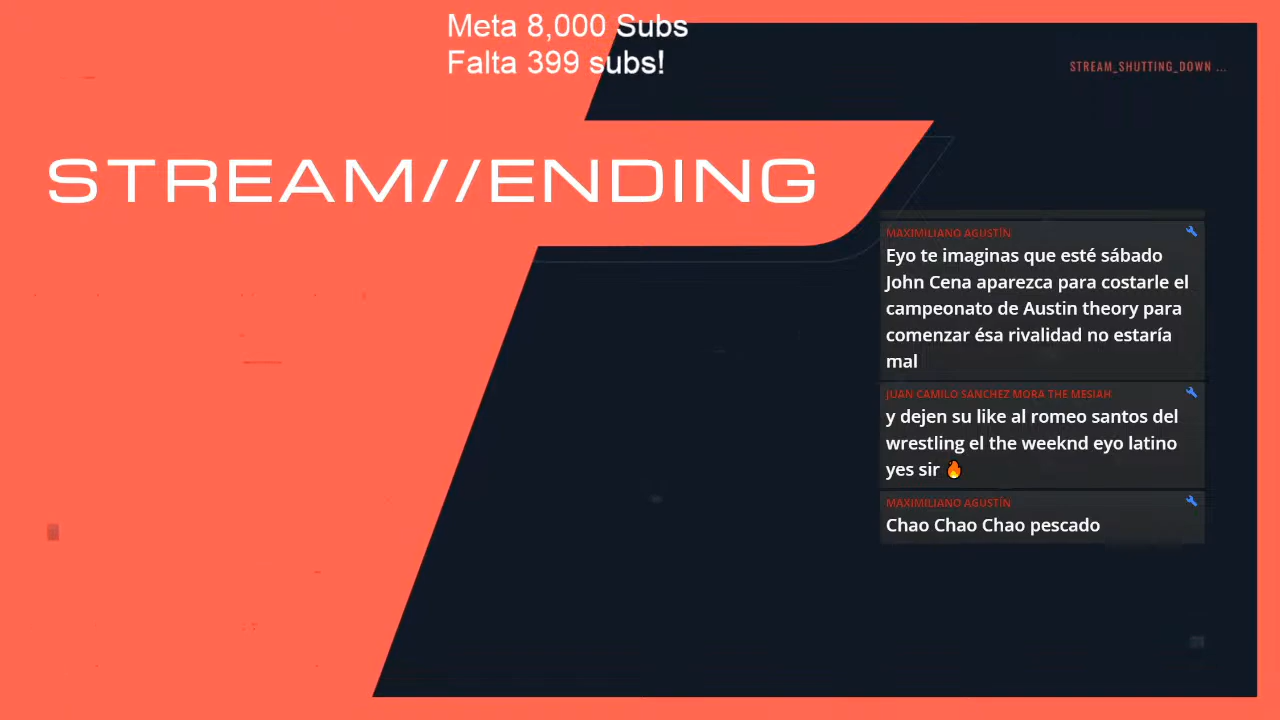 Meta 8,000 Subs
Falta 399 subs!
STREAM_SHUTTING_DOWN ...
STREAM//ENDING
MAXIMILIANO AGUSTÍN
Eyo te imaginas que esté sábado
John Cena aparezca para costarle el
campeonato de Austin theory para
comenzar ésa rivalidad no estaría
mal
JUAN CAMILO SANCHEZ MORA THE MESIAH
y dejen su like al romeo santos del
wrestling el the weeknd eyo latino
yes sir 🔥
MAXIMILIANO AGUSTÍN
Chao Chao Chao pescado